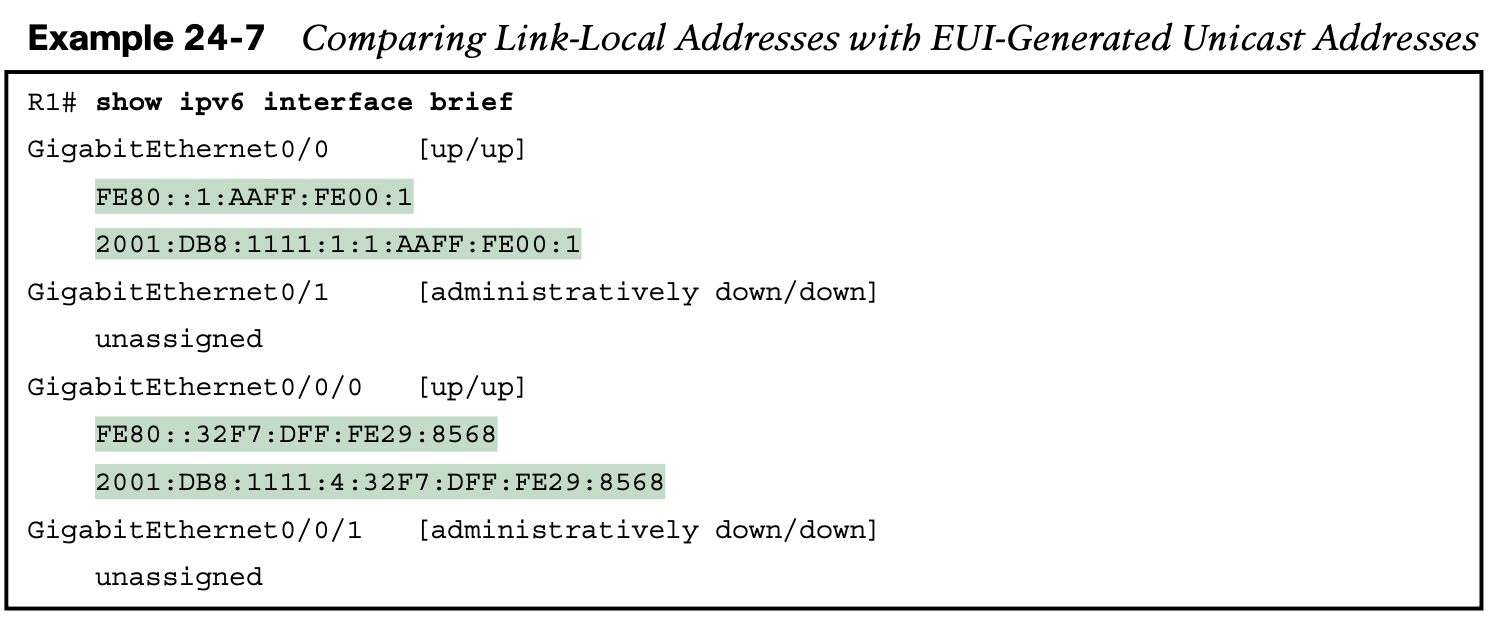 Example 24-7 Comparing Link-Local Addresses with EUI-Generated Unicast Addresses
R1# show ipv6 interface brief
GigabitEthernet0/0 [up/up]
FE80::1:AAFF:FE00:1
2001:DB8:1111:1:1:AAFF:FE00:1
GigabitEthernet0/1 [administratively down/down]
unassigned
GigabitEthernet0/0/0 [up/up]
FE80::32F7:DFF:FE29:8568
2001:DB8:1111:4:32F7:DFF:FE29:8568
GigabitEthernet0/0/1 [administratively down/down]
unassigned